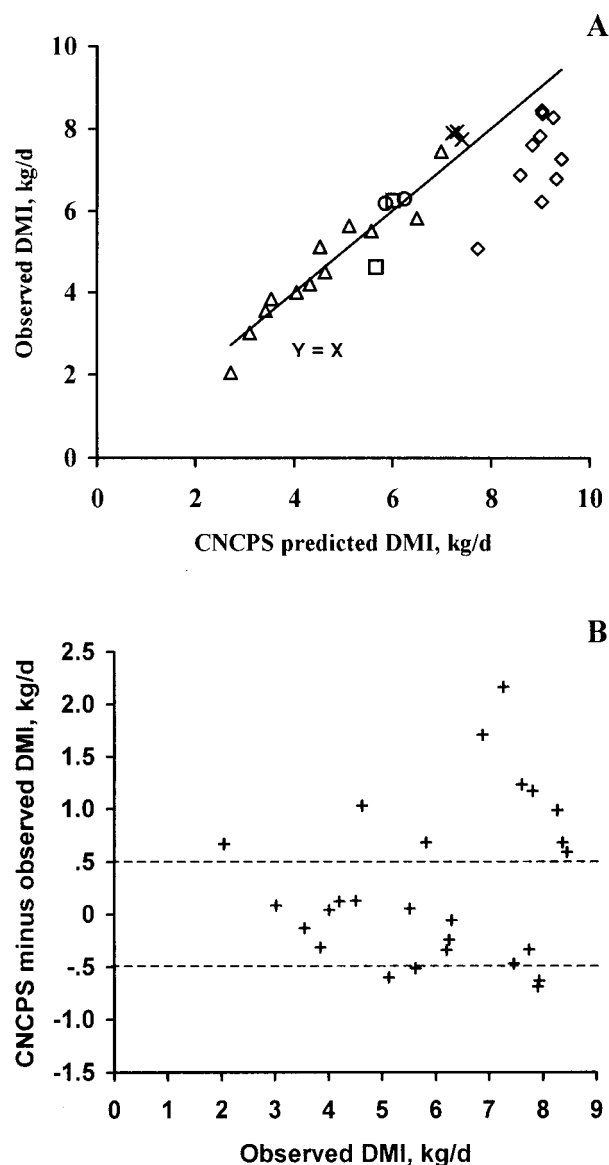 A
10
8
6
4
2
0
Observed DMI, kg/d
Y = X
0 2 4 6 8 10
CNCPS predicted DMI, kg/d
B
2.5
2.0
1.5
1.0
.5
0
-.5
-1.0
-1.5
CNCPS minus observed DMI, kg/d
0 1 2 3 4 5 6 7 8 9
Observed DMI, kg/d